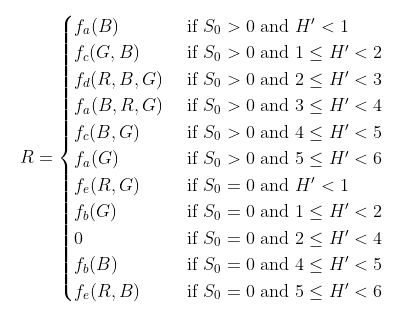 f_a(B) if S_0 > 0 and H′ < 1
f_c(G, B) if S_0 > 0 and 1 ≤ H′ < 2
f_d(R, B, G) if S_0 > 0 and 2 ≤ H′ < 3
f_a(B, R, G) if S_0 > 0 and 3 ≤ H′ < 4
f_c(B, G) if S_0 > 0 and 4 ≤ H′ < 5
R = { f_a(G) if S_0 > 0 and 5 ≤ H′ < 6
f_e(R, G) if S_0 = 0 and H′ < 1
f_b(G) if S_0 = 0 and 1 ≤ H′ < 2
0 if S_0 = 0 and 2 ≤ H′ < 4
f_b(B) if S_0 = 0 and 4 ≤ H′ < 5
f_e(R, B) if S_0 = 0 and 5 ≤ H′ < 6